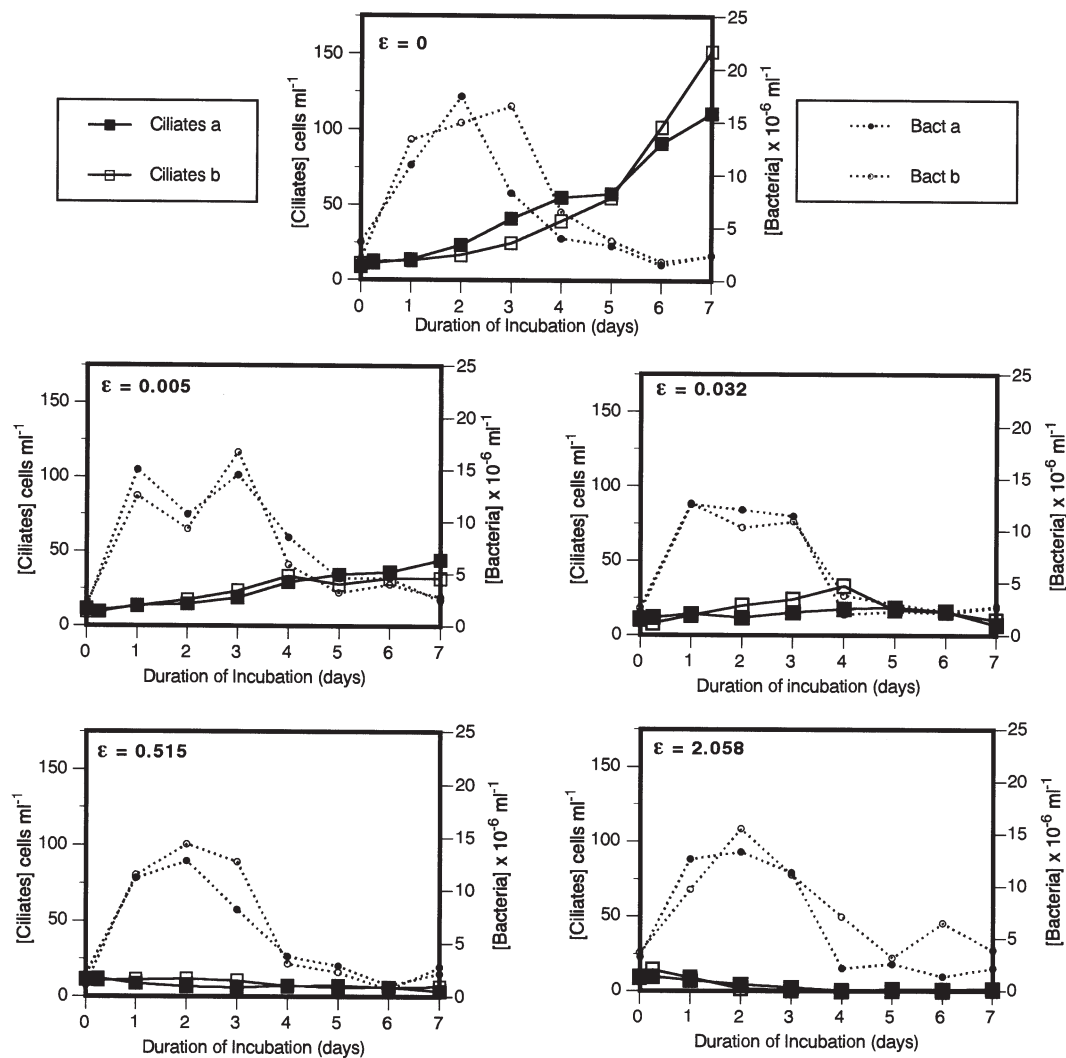 ε = 0
[Ciliates] cells ml-1
150
100
50
0
25
20
15
10
5
0
[Bacteria] x 10-6 ml-1
0 1 2 3 4 5 6 7
Duration of Incubation (days)
Ciliates a
Ciliates b
Bact a
Bact b
ε = 0.005
[Ciliates] cells ml-1
150
100
50
0
25
20
15
10
5
0
[Bacteria] x 10-6 ml-1
0 1 2 3 4 5 6 7
Duration of Incubation (days)
ε = 0.032
[Ciliates] cells ml-1
150
100
50
0
25
20
15
10
5
0
[Bacteria] x 10-6 ml-1
0 1 2 3 4 5 6 7
Duration of incubation (days)
ε = 0.515
[Ciliates] cells ml-1
150
100
50
0
25
20
15
10
5
0
[Bacteria] x 10-6 ml-1
0 1 2 3 4 5 6 7
Duration of Incubation (days)
ε = 2.058
[Ciliates] cells ml-1
150
100
50
0
25
20
15
10
5
0
[Bacteria] x 10-6 ml-1
0 1 2 3 4 5 6 7
Duration of Incubation (days)